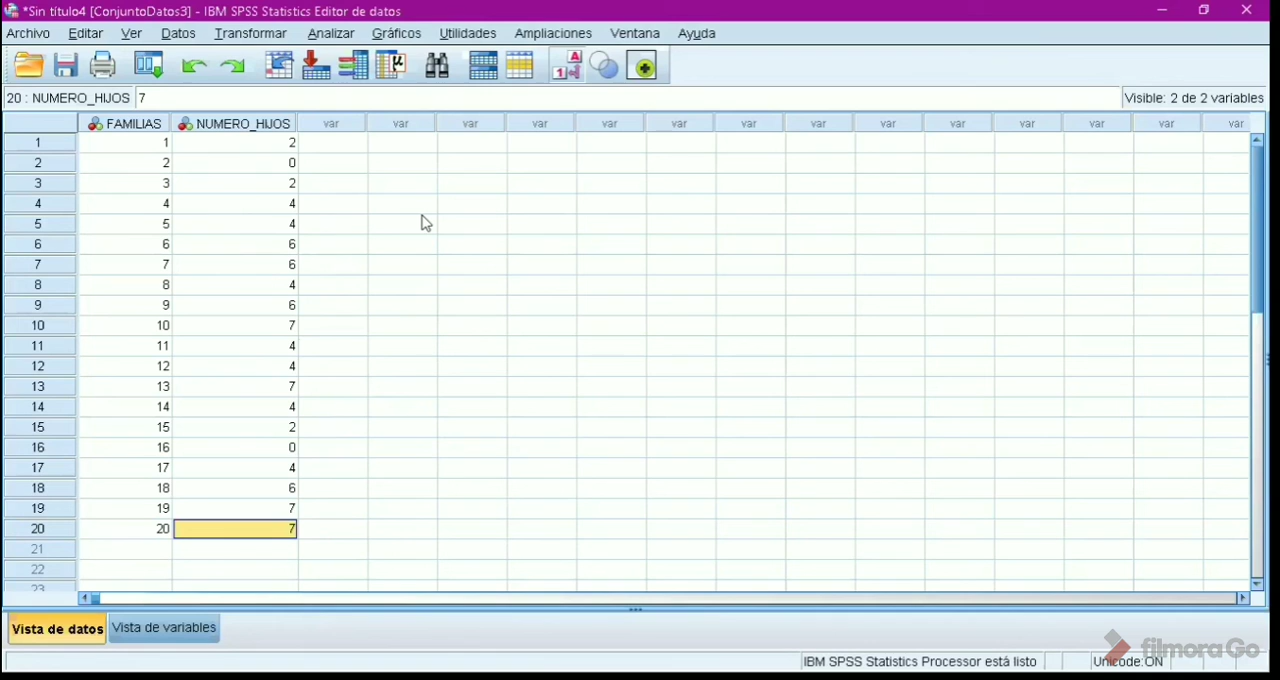 *Sin título4 [ConjuntoDatos3] - IBM SPSS Statistics Editor de datos
Archivo Editar Ver Datos Transformar Analizar Gráficos Utilidades Ampliaciones Ventana Ayuda
20 : NUMERO_HIJOS 7 Visible: 2 de 2 variables
FAMILIAS NUMERO_HIJOS var var var var var var var var var var var var var var
1 1 2
2 2 0
3 3 2
4 4 4
5 5 4
6 6 6
7 7 6
8 8 4
9 9 6
10 10 7
11 11 4
12 12 4
13 13 7
14 14 4
15 15 2
16 16 0
17 17 4
18 18 6
19 19 7
20 20 7
21
22
23
Vista de datos Vista de variables
IBM SPSS Statistics Processor está listo Unicode:ON
filmoraGo